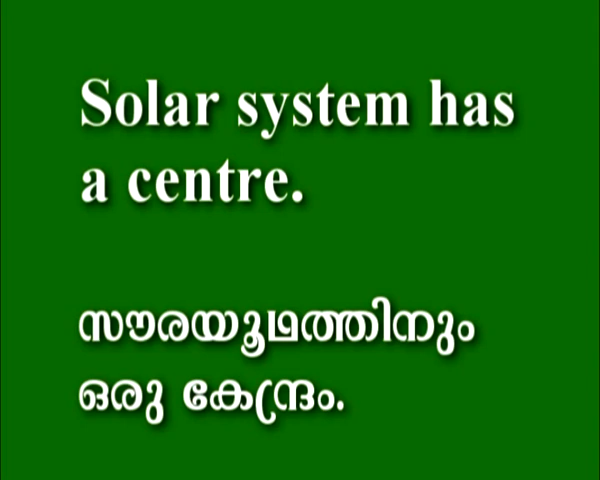 Solar system has
a centre.
സൗരയൂഥത്തിനും
ഒരു കേന്ദ്രം.